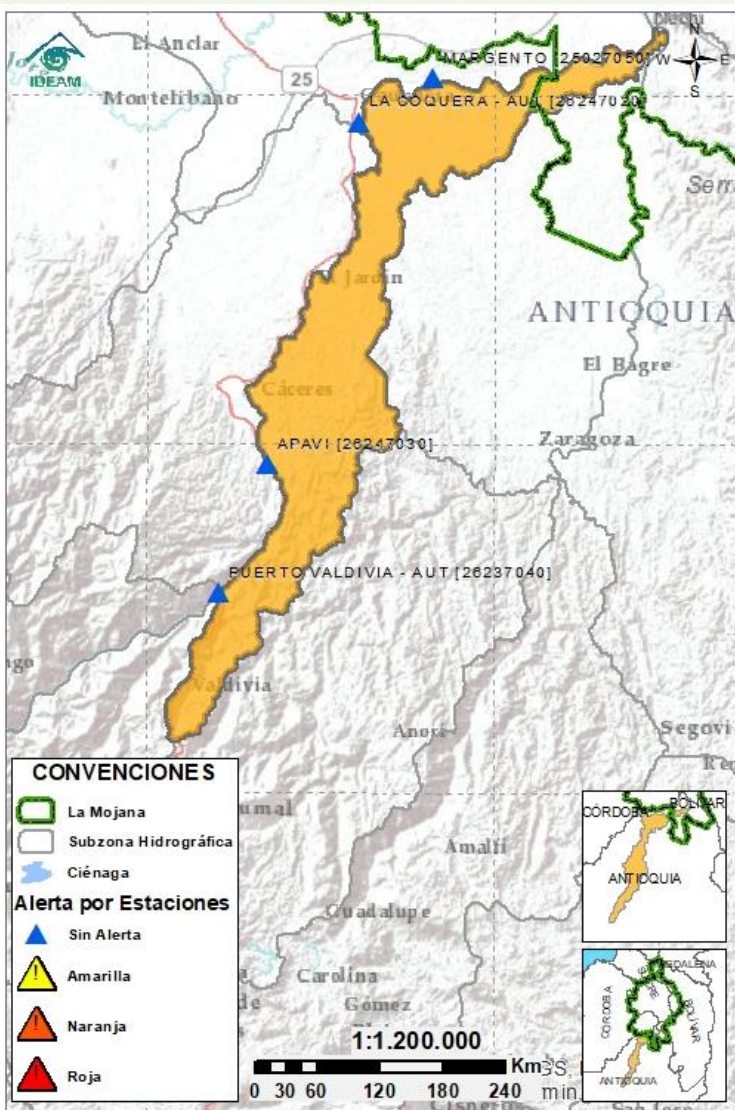 IDEAM
El Anclar
Montelíbano
25
N
W E
S
MARGENTO [25027050]
LA COQUERA - AUT [26247020]
El Jardín
ANTIOQUIA
El Bagre
Cáceres
Zaragoza
APAVI [26247030]
PUERTO VALDIVIA - AUT [26237040]
Valdivia
Anorí
Amalfi
Guadalupe
Carolina
Gómez
CONVENCIONES
La Mojana
Subzona Hidrográfica
Ciénaga
Alerta por Estaciones
Sin Alerta
Amarilla
Naranja
Roja
1:1.200.000
Km
0 30 60 120 180 240
CÓRDOBA
BOLÍVAR
ANTIOQUIA
CÓRDOBA
SUCRE
BOLÍVAR
ANTIOQUIA